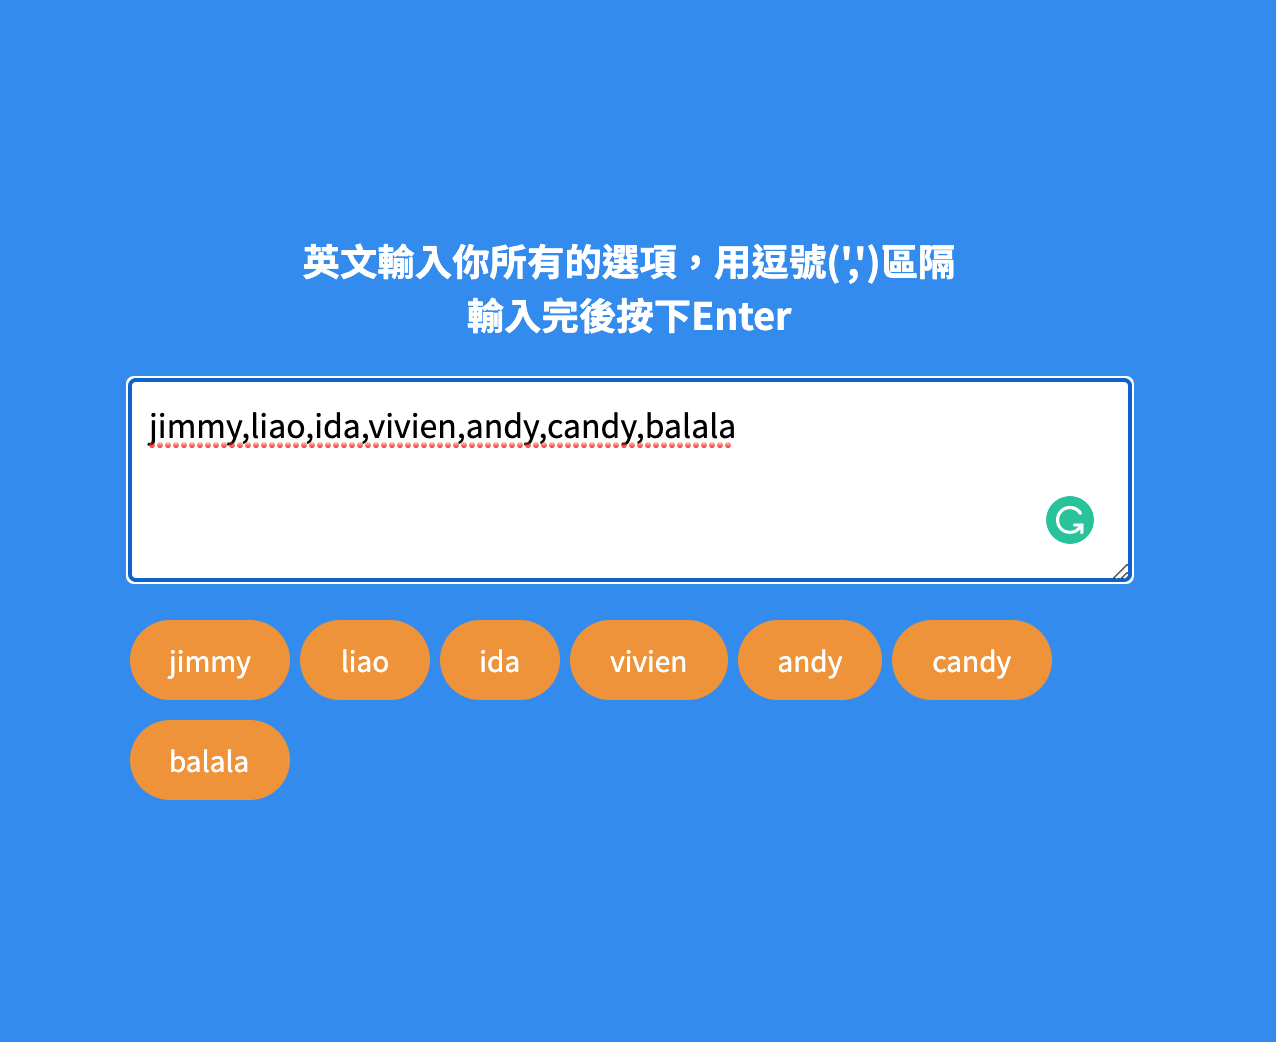 英文輸入你所有的選項，用逗號(',')區隔
輸入完後按下Enter
jimmy,liao,ida,vivien,andy,candy,balala
jimmy liao ida vivien andy candy
balala